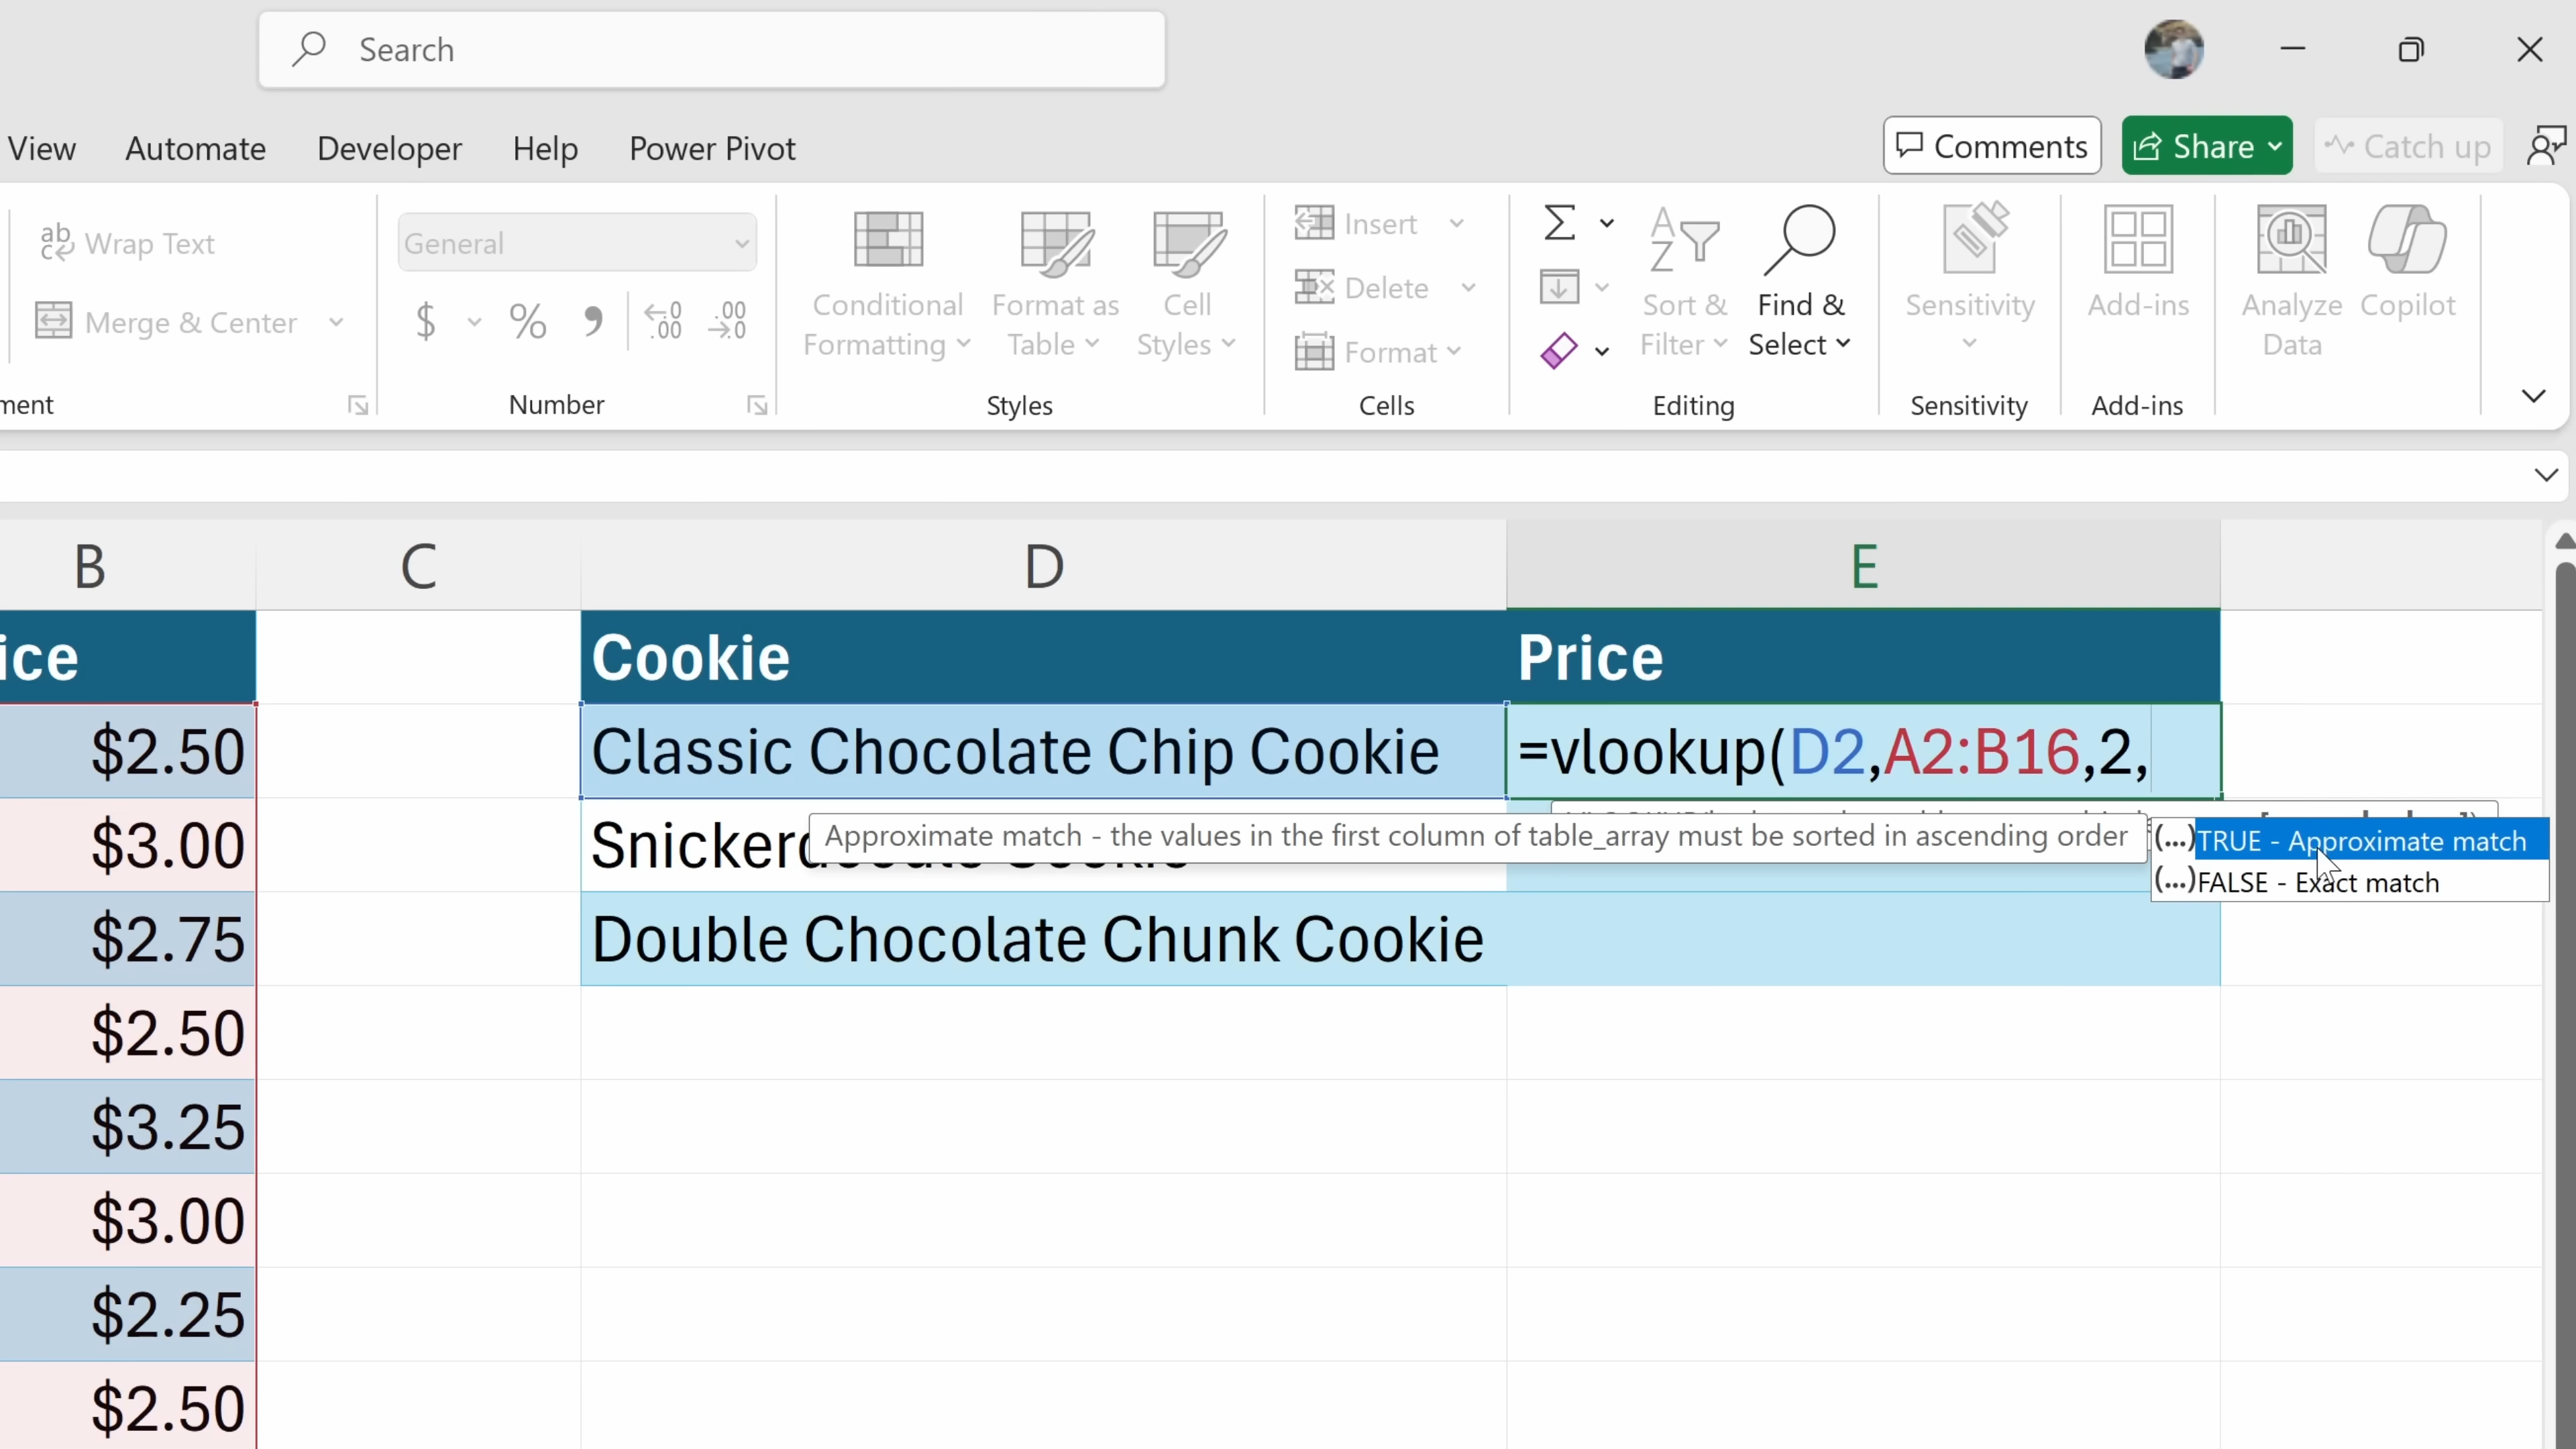 Search
View Automate Developer Help Power Pivot
Comments Share Catch up
Wrap Text
Merge & Center
General
$ % , .00 .00
Conditional Formatting
Format as Table
Cell Styles
Insert
Delete
Format
Sort & Filter
Find & Select
Sensitivity
Add-ins
Analyze Data
Copilot
ment Number Styles Cells Editing Sensitivity Add-ins
B C D E
ice Cookie Price
$2.50 Classic Chocolate Chip Cookie =vlookup(D2,A2:B16,2,
Approximate match - the values in the first column of table_array must be sorted in ascending order
(...)TRUE - Approximate match
(...)FALSE - Exact match
$3.00
$2.75 Double Chocolate Chunk Cookie
$2.50
$3.25
$3.00
$2.25
$2.50